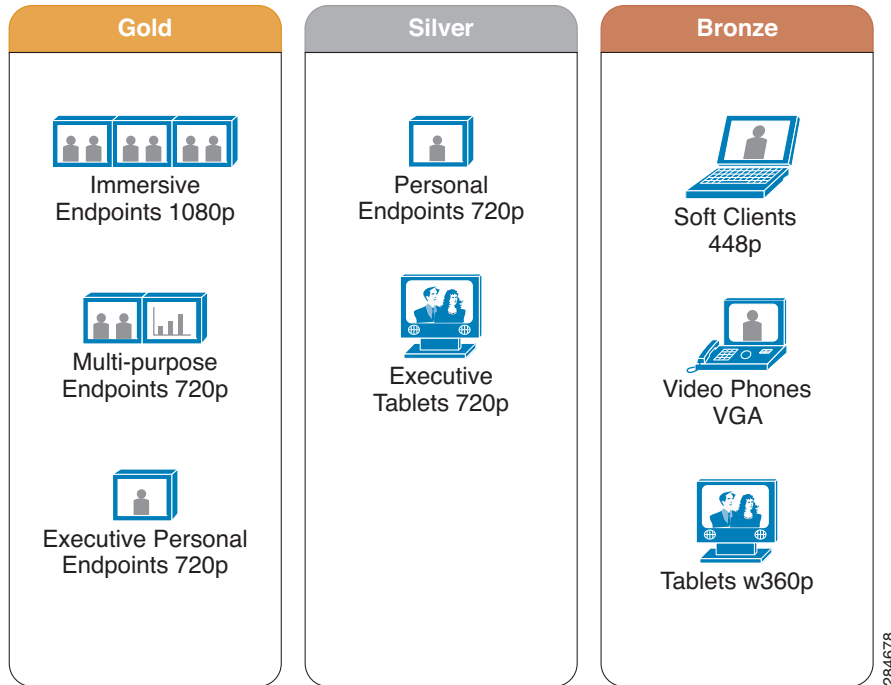 Gold
Immersive
Endpoints 1080p
Multi-purpose
Endpoints 720p
Executive Personal
Endpoints 720p
Silver
Personal
Endpoints 720p
Executive
Tablets 720p
Bronze
Soft Clients
448p
Video Phones
VGA
Tablets w360p
284678